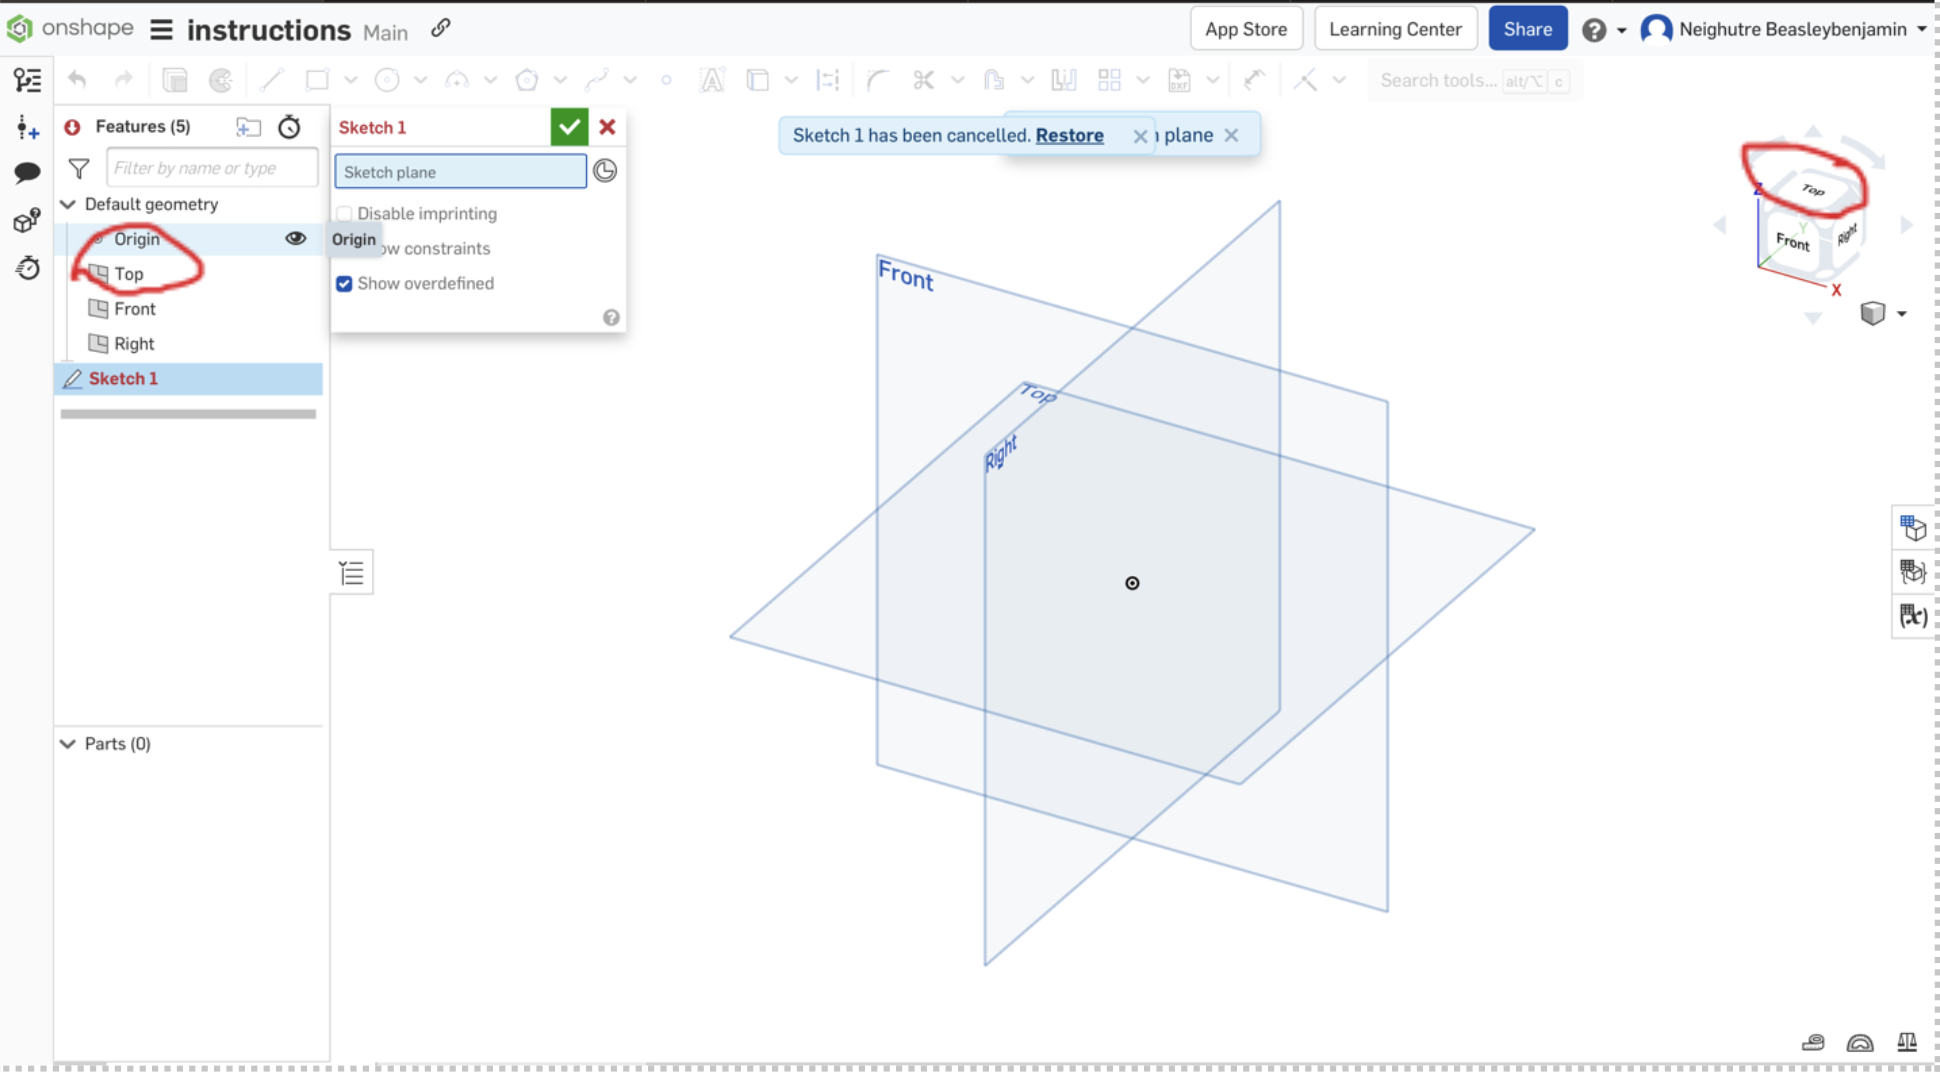 onshape instructions Main App Store Learning Center Share Neighutre Beasleybenjamin
Search tools... alt/⌥ c
Features (5)
Filter by name or type
Default geometry
Origin
Top
Front
Right
Sketch 1
Parts (0)
Sketch 1
Sketch plane
Disable imprinting
Origin ow constraints
Show overdefined
Sketch 1 has been cancelled. Restore plane
Front
Top
Right
Top
Front
Right
Z
Y
X